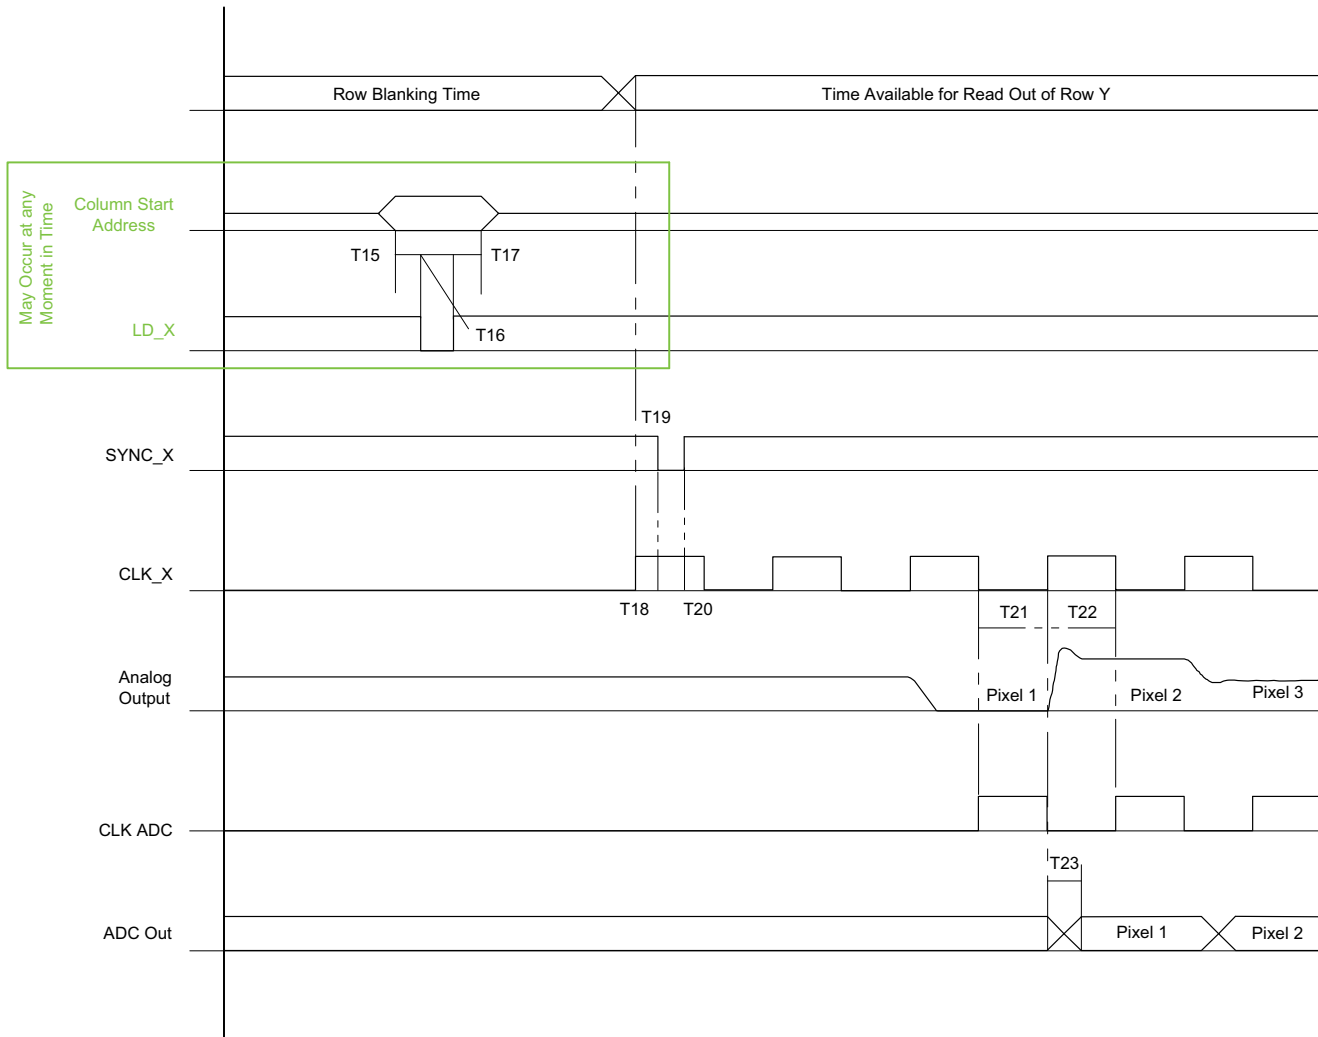 Row Blanking Time
Time Available for Read Out of Row Y
May Occur at any
Moment in Time
Column Start
Address
T15
T17
LD_X
T16
T19
SYNC_X
CLK_X
T18
T20
T21
T22
Analog
Output
Pixel 1
Pixel 2
Pixel 3
CLK ADC
T23
ADC Out
Pixel 1
Pixel 2